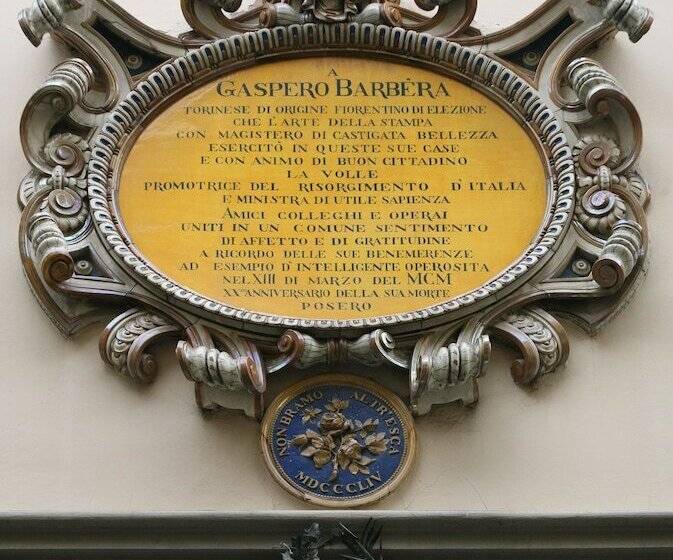 A
GASPERO BARBÈRA
TORINESE DI ORIGINE FIORENTINO DI ELEZIONE
CHE L'ARTE DELLA STAMPA
CON MAGISTERO DI CASTIGATA BELLEZZA
ESERCITÒ IN QUESTE SUE CASE
E CON ANIMO DI BUON CITTADINO
LA VOLLE
PROMOTRICE DEL RISORGIMENTO D'ITALIA
E MINISTRA DI UTILE SAPIENZA
AMICI COLLEGHI E OPERAI
UNITI IN UN COMUNE SENTIMENTO
DI AFFETTO E DI GRATITUDINE
A RICORDO DELLE SUE BENEMERENZE
AD ESEMPIO D'INTELLIGENTE OPEROSITA
NEL XIII DI MARZO DEL MCM
XX.MO ANNIVERSARIO DELLA SUA MORTE
POSERO
NON BRAMO ALTR'ESCA
MDCCCLIV